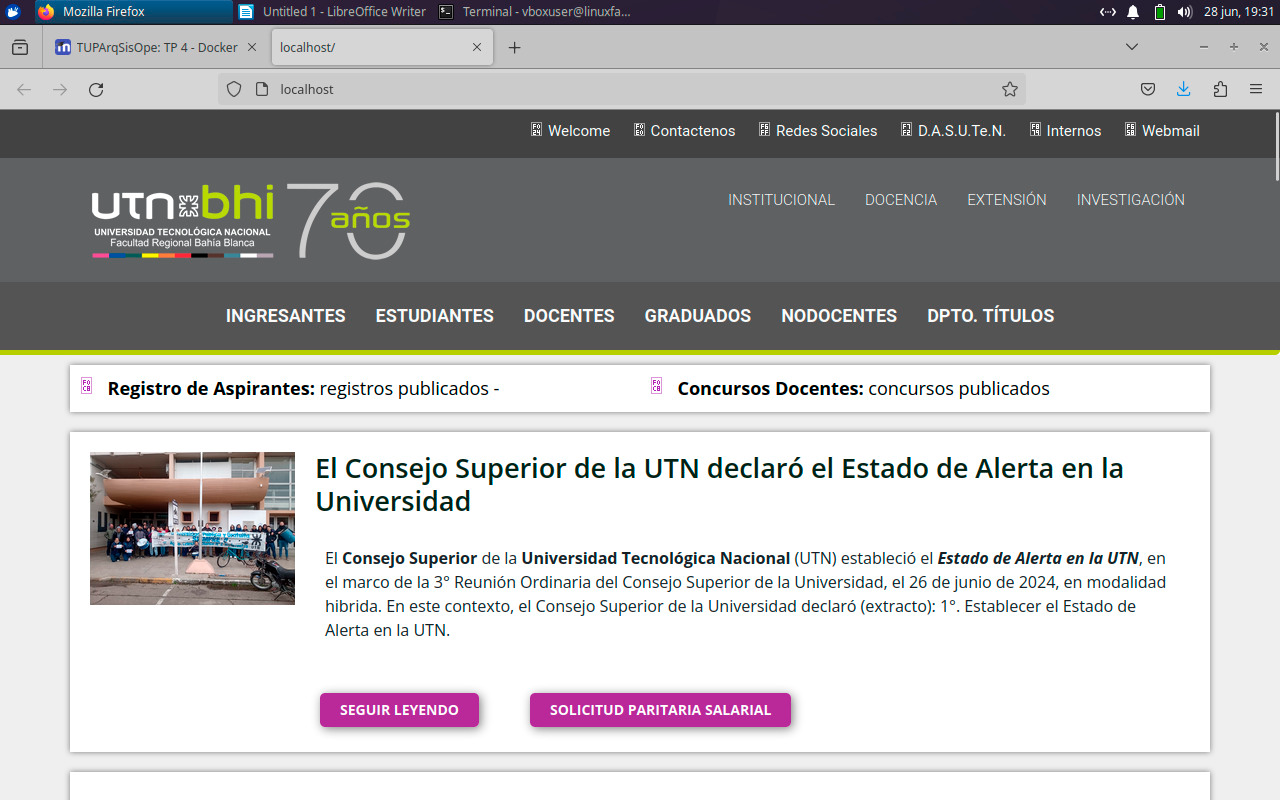 Mozilla Firefox
Untitled 1 - LibreOffice Writer
Terminal - vboxuser@linuxfa...
28 jun, 19:31
TUPArqSisOpe: TP 4 - Docker
localhost/
localhost
Welcome
Contactenos
Redes Sociales
D.A.S.U.Te.N.
Internos
Webmail
UTN bhi
UNIVERSIDAD TECNOLÓGICA NACIONAL
Facultad Regional Bahía Blanca
70 años
INSTITUCIONAL
DOCENCIA
EXTENSIÓN
INVESTIGACIÓN
INGRESANTES
ESTUDIANTES
DOCENTES
GRADUADOS
NODOCENTES
DPTO. TÍTULOS
Registro de Aspirantes: registros publicados -
Concursos Docentes: concursos publicados
El Consejo Superior de la UTN declaró el Estado de Alerta en la
Universidad
El Consejo Superior de la Universidad Tecnológica Nacional (UTN) estableció el Estado de Alerta en la UTN, en
el marco de la 3° Reunión Ordinaria del Consejo Superior de la Universidad, el 26 de junio de 2024, en modalidad
hibrida. En este contexto, el Consejo Superior de la Universidad declaró (extracto): 1°. Establecer el Estado de
Alerta en la UTN.
SEGUIR LEYENDO
SOLICITUD PARITARIA SALARIAL